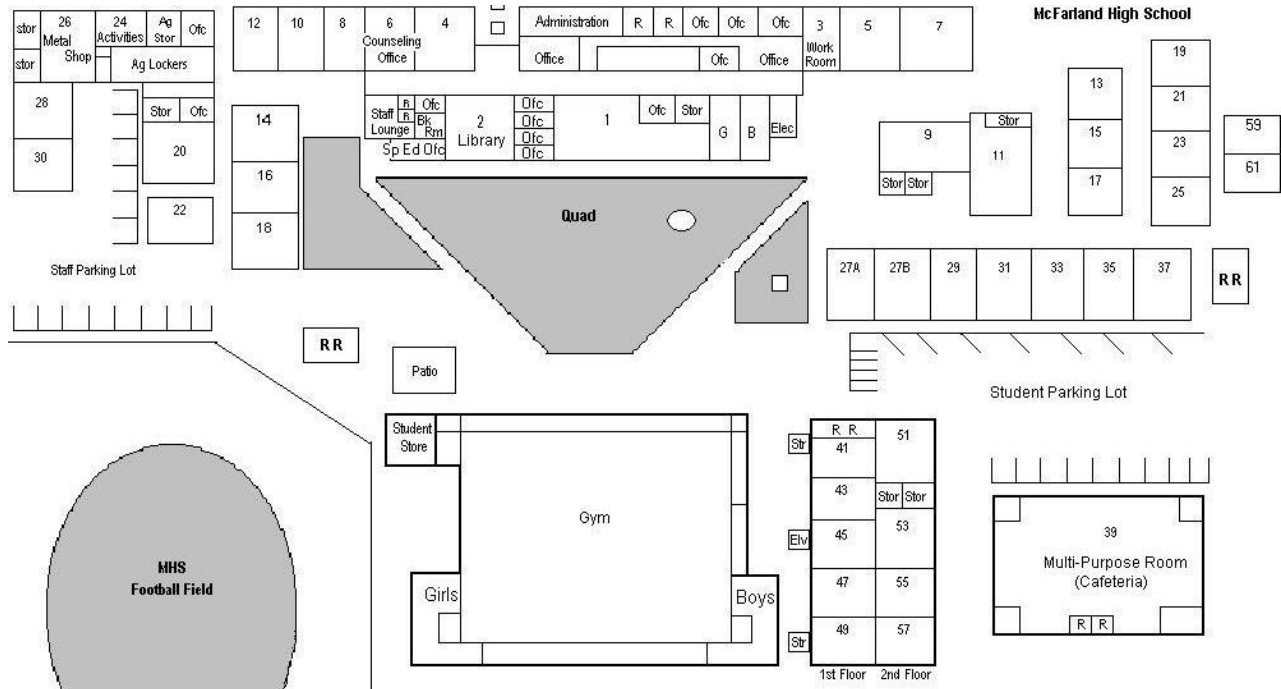 McFarland High School
stor
26
Metal
Shop
24
Activities
Ag
Stor
Ofc
stor
Ag Lockers
12
10
8
6
Counseling
Office
4
Administration
R
R
Ofc
Ofc
Ofc
3
Work
Room
5
7
Office
Ofc
Office
28
30
Stor
Ofc
20
22
14
16
18
Staff
Lounge
R
R
Ofc
Bk
Rm
Sp Ed Ofc
2
Library
Ofc
Ofc
Ofc
Ofc
1
Ofc
Stor
G
B
Elec
9
Stor
Stor
Stor
11
13
15
17
19
21
23
25
59
61
Quad
27A
27B
29
31
33
35
37
R R
Staff Parking Lot
R R
Patio
Student Parking Lot
Student
Store
Gym
Girls
Boys
MHS
Football Field
Str
Elv
Str
R R
41
43
45
47
49
51
Stor
Stor
53
55
57
1st Floor
2nd Floor
39
Multi-Purpose Room
(Cafeteria)
R
R